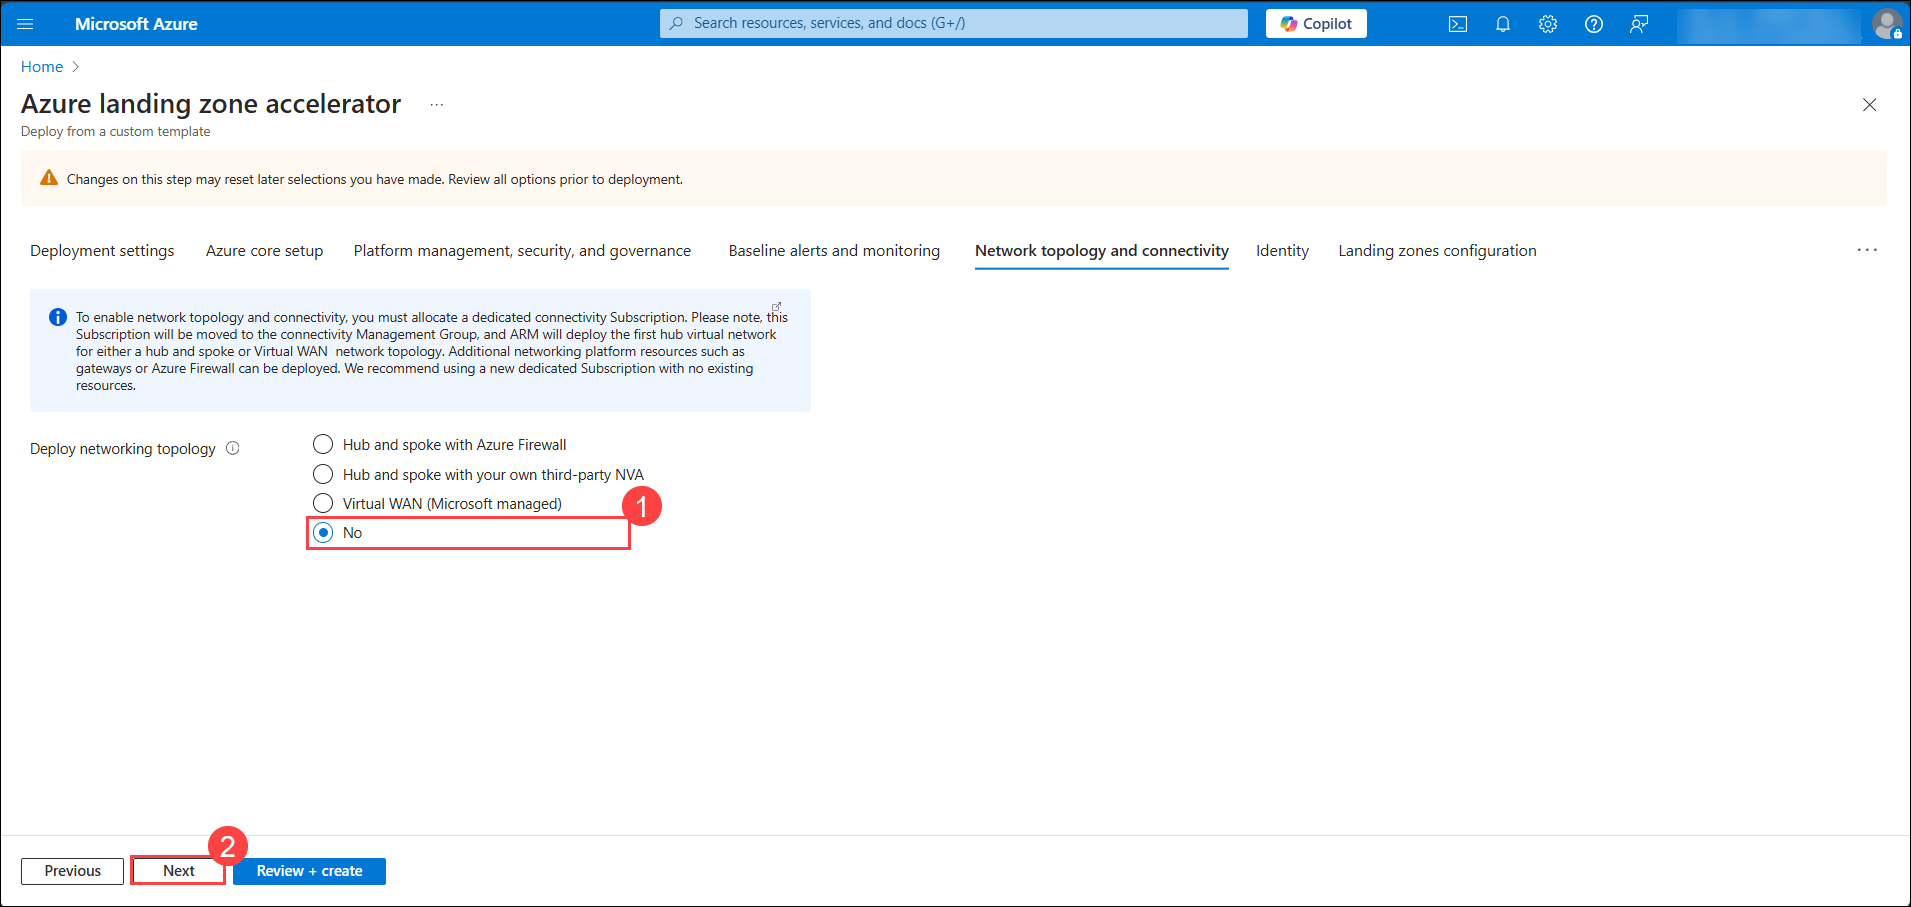 Microsoft Azure
Search resources, services, and docs (G+/)
Copilot
Home
Azure landing zone accelerator
...
Deploy from a custom template
Changes on this step may reset later selections you have made. Review all options prior to deployment.
Deployment settings
Azure core setup
Platform management, security, and governance
Baseline alerts and monitoring
Network topology and connectivity
Identity
Landing zones configuration
...
To enable network topology and connectivity, you must allocate a dedicated connectivity Subscription. Please note, this
Subscription will be moved to the connectivity Management Group, and ARM will deploy the first hub virtual network
for either a hub and spoke or Virtual WAN network topology. Additional networking platform resources such as
gateways or Azure Firewall can be deployed. We recommend using a new dedicated Subscription with no existing
resources.
Deploy networking topology
Hub and spoke with Azure Firewall
Hub and spoke with your own third-party NVA
Virtual WAN (Microsoft managed)
1
No
2
Previous
Next
Review + create